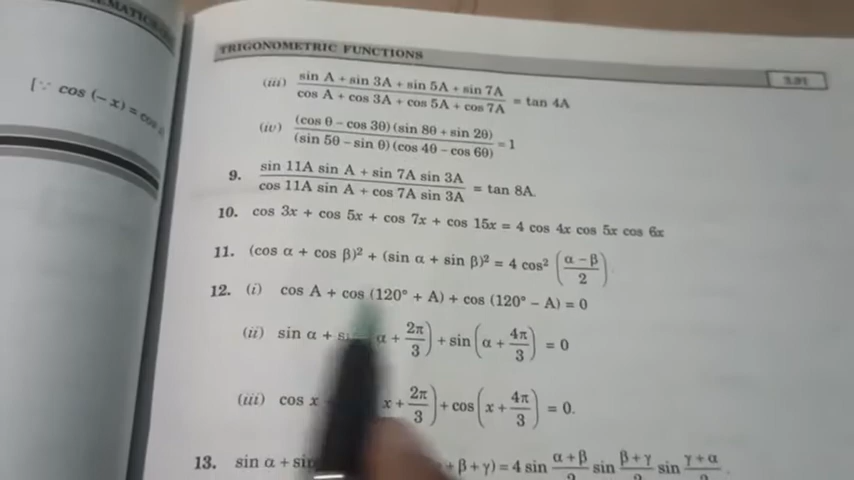 MATICS
[∵ cos (– x) = cos
TRIGONOMETRIC FUNCTIONS
(iii) sin A + sin 3A + sin 5A + sin 7A / cos A + cos 3A + cos 5A + cos 7A = tan 4A
(iv) (cos θ – cos 3θ) (sin 8θ + sin 2θ) / (sin 5θ – sin θ) (cos 4θ – cos 6θ) = 1
9. sin 11A sin A + sin 7A sin 3A / cos 11A sin A + cos 7A sin 3A = tan 8A.
10. cos 3x + cos 5x + cos 7x + cos 15x = 4 cos 4x cos 5x cos 6x
11. (cos α + cos β)² + (sin α + sin β)² = 4 cos² (α – β / 2)
12. (i) cos A + cos (120° + A) + cos (120° – A) = 0
(ii) sin α + α + 2π/3) + sin (α + 4π/3) = 0
(iii) cos x x + 2π/3) + cos (x + 4π/3) = 0.
13. sin α + sin + β + γ) = 4 sin α + β / 2 sin β + γ / 2 sin γ + α / 2 .